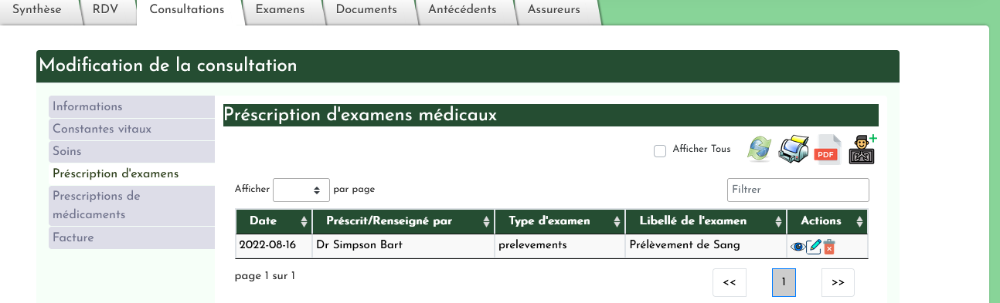 Synthèse RDV Consultations Examens Documents Antécédents Assureurs
Modification de la consultation
Informations
Constantes vitaux
Soins
Préscription d'examens
Prescriptions de
médicaments
Facture
Préscription d'examens médicaux
Afficher Tous
PDF
Afficher par page
Filtrer
Date Préscrit/Renseigné par Type d'examen Libellé de l'examen Actions
2022-08-16 Dr Simpson Bart prelevements Prélèvement de Sang
page 1 sur 1
<< 1 >>